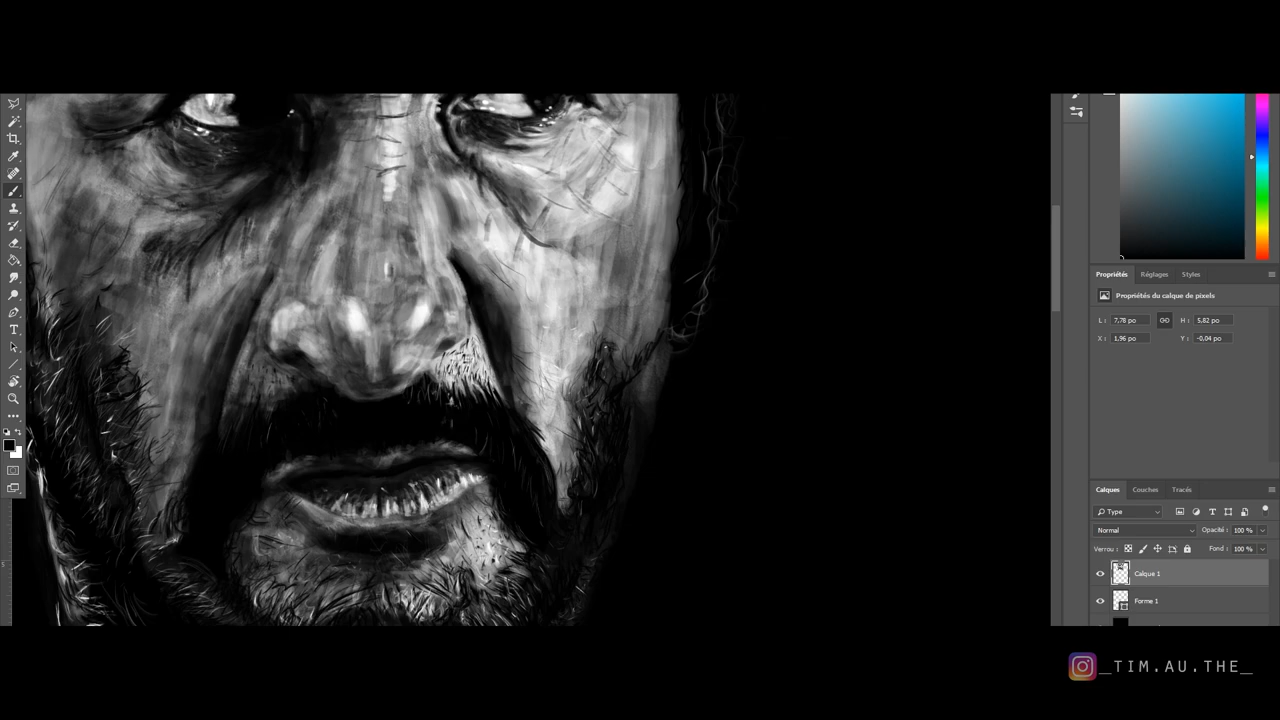 Propriétés Réglages Styles
Propriétés du calque de pixels
L : 7,78 po H : 5,82 po
X : 1,96 po Y : -0,04 po
Calques Couches Tracés
Type
Normal Opacité : 100 %
Verrou : Fond : 100 %
Calque 1
Forme 1
5
_TIM.AU.THE_